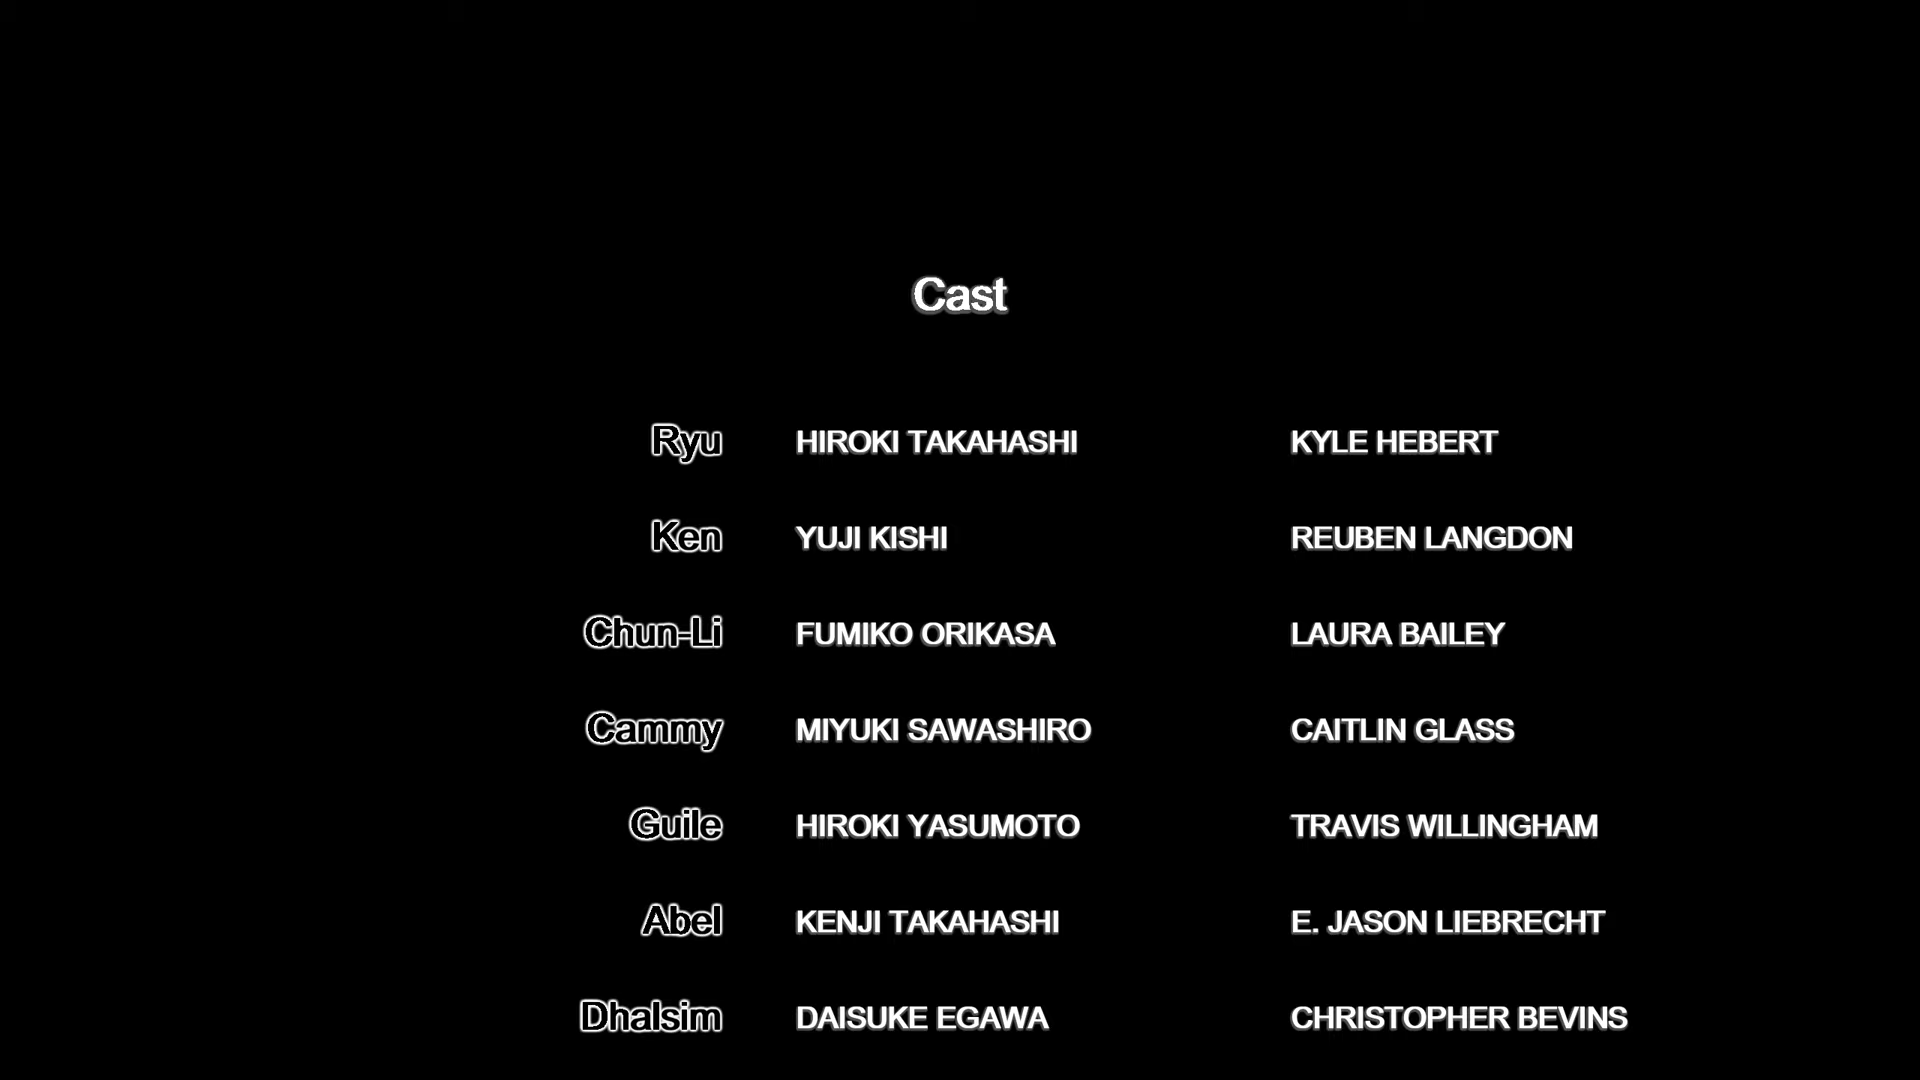 Cast
Ryu HIROKI TAKAHASHI KYLE HEBERT
Ken YUJI KISHI REUBEN LANGDON
Chun-Li FUMIKO ORIKASA LAURA BAILEY
Cammy MIYUKI SAWASHIRO CAITLIN GLASS
Guile HIROKI YASUMOTO TRAVIS WILLINGHAM
Abel KENJI TAKAHASHI E. JASON LIEBRECHT
Dhalsim DAISUKE EGAWA CHRISTOPHER BEVINS